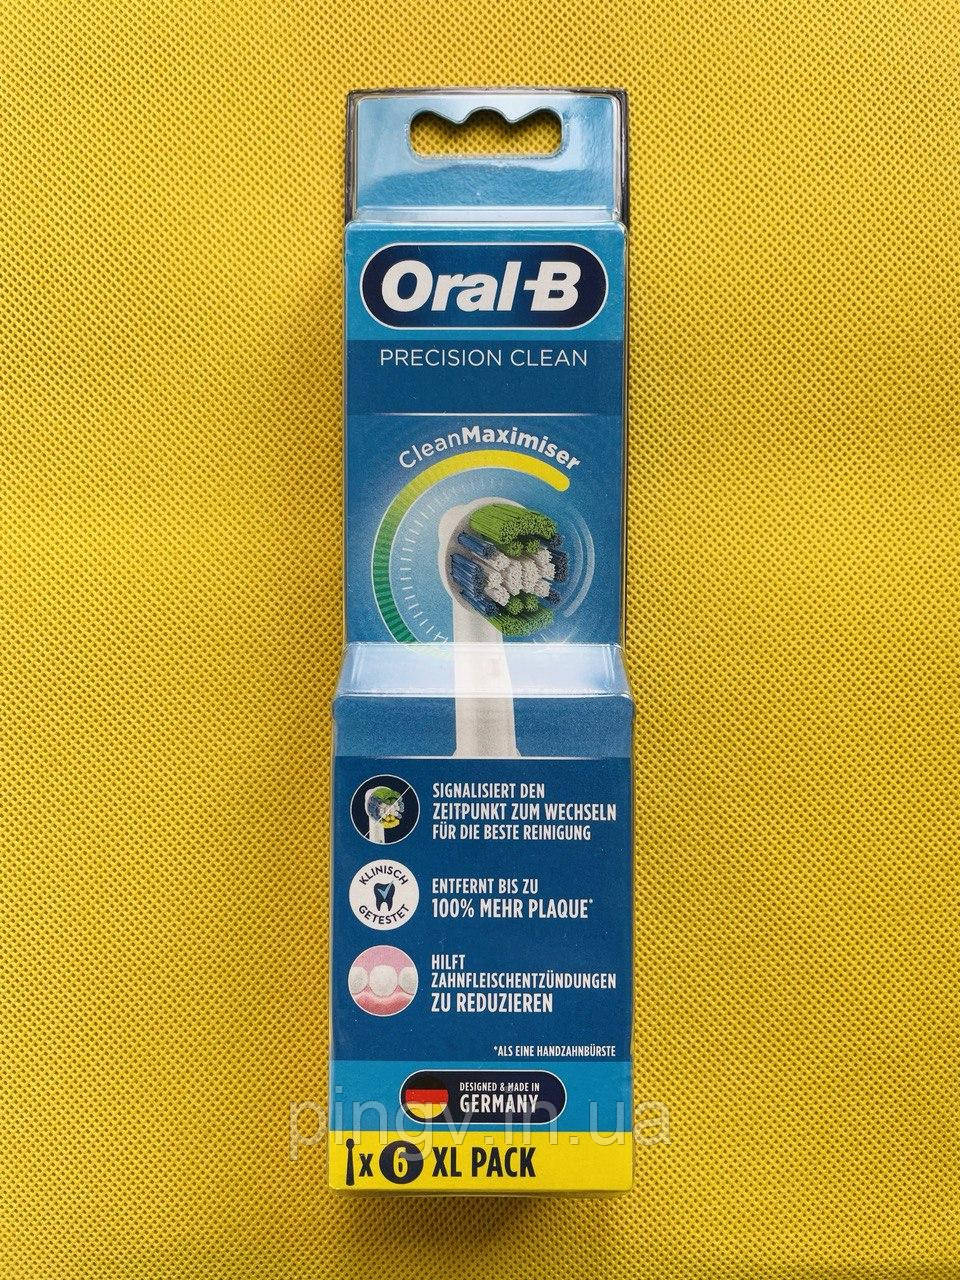 Oral-B
PRECISION CLEAN
CleanMaximiser
SIGNALISIERT DEN
ZEITPUNKT ZUM WECHSELN
FÜR DIE BESTE REINIGUNG
KLINISCH
GETESTET
ENTFERNT BIS ZU
100% MEHR PLAQUE*
HILFT
ZAHNFLEISCHENTZÜNDUNGEN
ZU REDUZIEREN
*ALS EINE HANDZAHNBÜRSTE
DESIGNED & MADE IN
GERMANY
pingv.in.ua
x 6 XL PACK